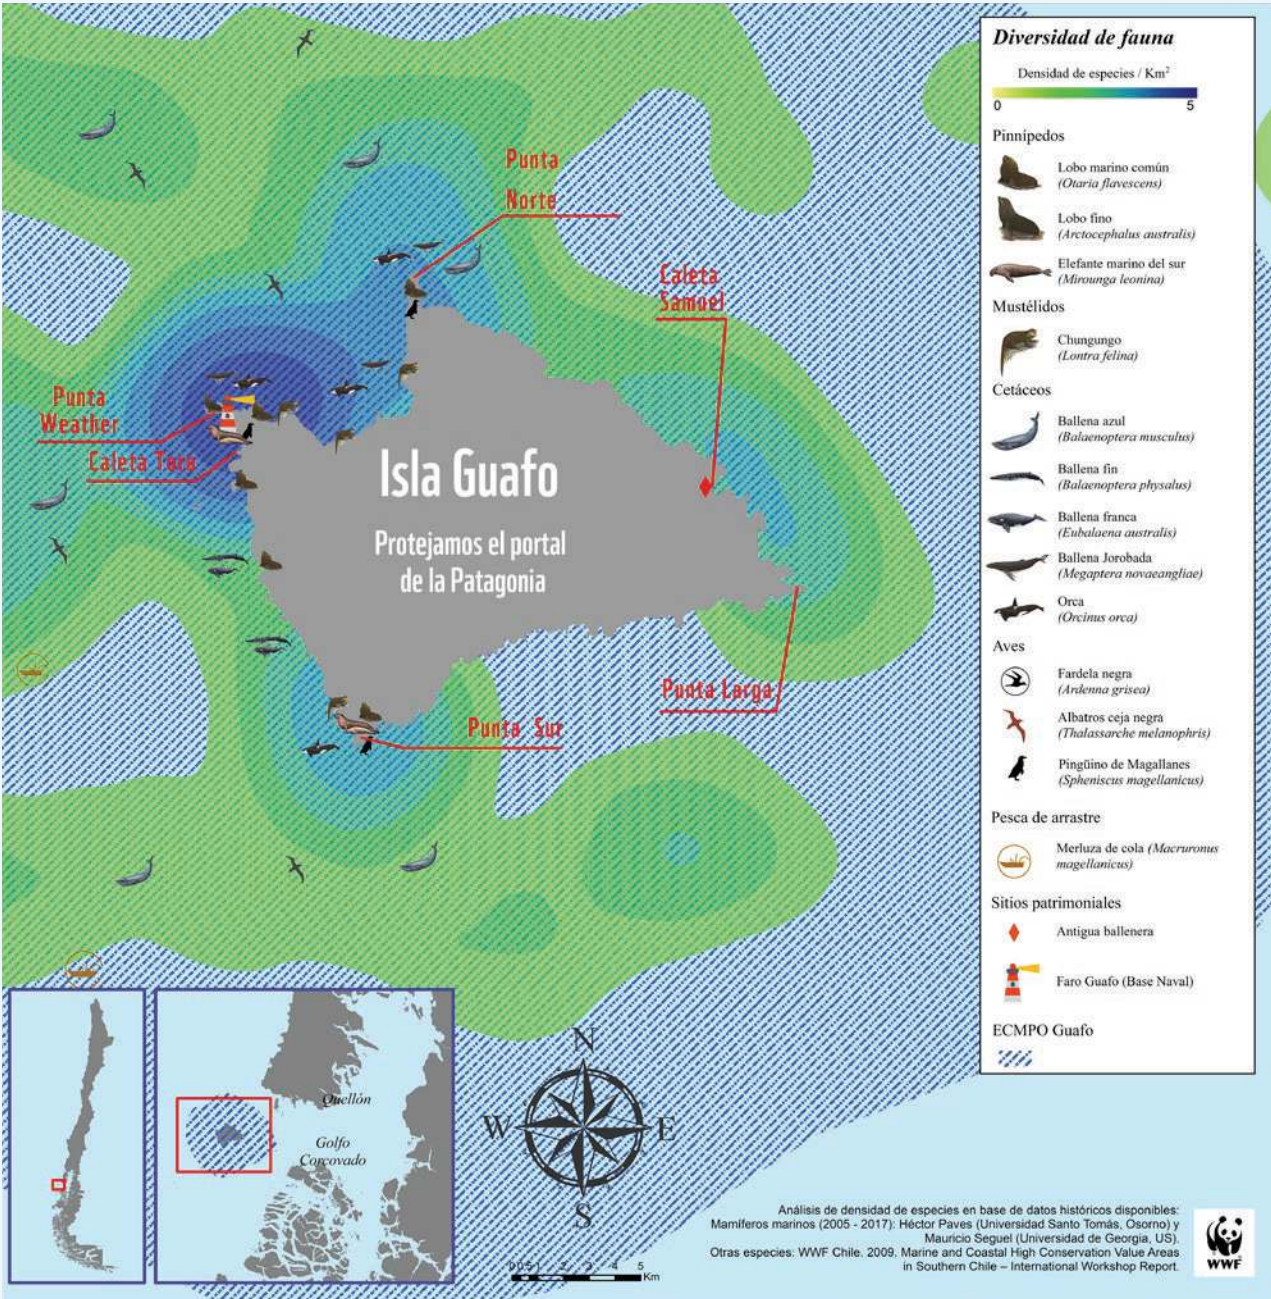 Punta
Norte
Caleta
Samuel
Punta
Weather
Caleta Toro
Isla Guafo
Protejamos el portal
de la Patagonia
Punta Larga
Punta Sur
Diversidad de fauna
Densidad de especies / Km²
0 5
Pinnípedos
Lobo marino común
(Otaria flavescens)
Lobo fino
(Arctocephalus australis)
Elefante marino del sur
(Mirounga leonina)
Mustélidos
Chungungo
(Lontra felina)
Cetáceos
Ballena azul
(Balaenoptera musculus)
Ballena fin
(Balaenoptera physalus)
Ballena franca
(Eubalaena australis)
Ballena Jorobada
(Megaptera novaeangliae)
Orca
(Orcinus orca)
Aves
Fardela negra
(Ardenna grisea)
Albatros ceja negra
(Thalassarche melanophris)
Pingüino de Magallanes
(Spheniscus magellanicus)
Pesca de arrastre
Merluza de cola (Macruronus
magellanicus)
Sitios patrimoniales
Antigua ballenera
Faro Guafo (Base Naval)
ECMPO Guafo
Quellón
Golfo
Corcovado
N
W E
S
0 0.5 1 2 3 4 5
Km
Análisis de densidad de especies en base de datos históricos disponibles:
Mamíferos marinos (2005 - 2017): Héctor Paves (Universidad Santo Tomás, Osorno) y
Mauricio Seguel (Universidad de Georgia, US).
Otras especies: WWF Chile. 2009. Marine and Coastal High Conservation Value Areas
in Southern Chile – International Workshop Report.
WWF